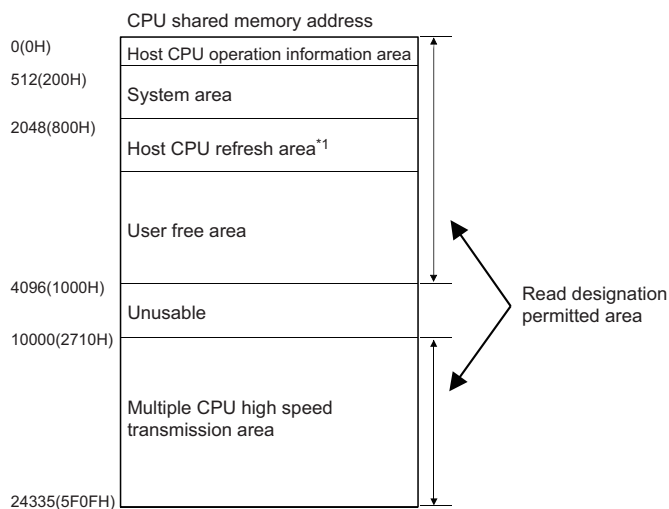 CPU shared memory address
0(0H)
Host CPU operation information area
512(200H)
System area
2048(800H)
Host CPU refresh area*1
User free area
4096(1000H)
Unusable
Read designation
permitted area
10000(2710H)
Multiple CPU high speed
transmission area
24335(5F0FH)